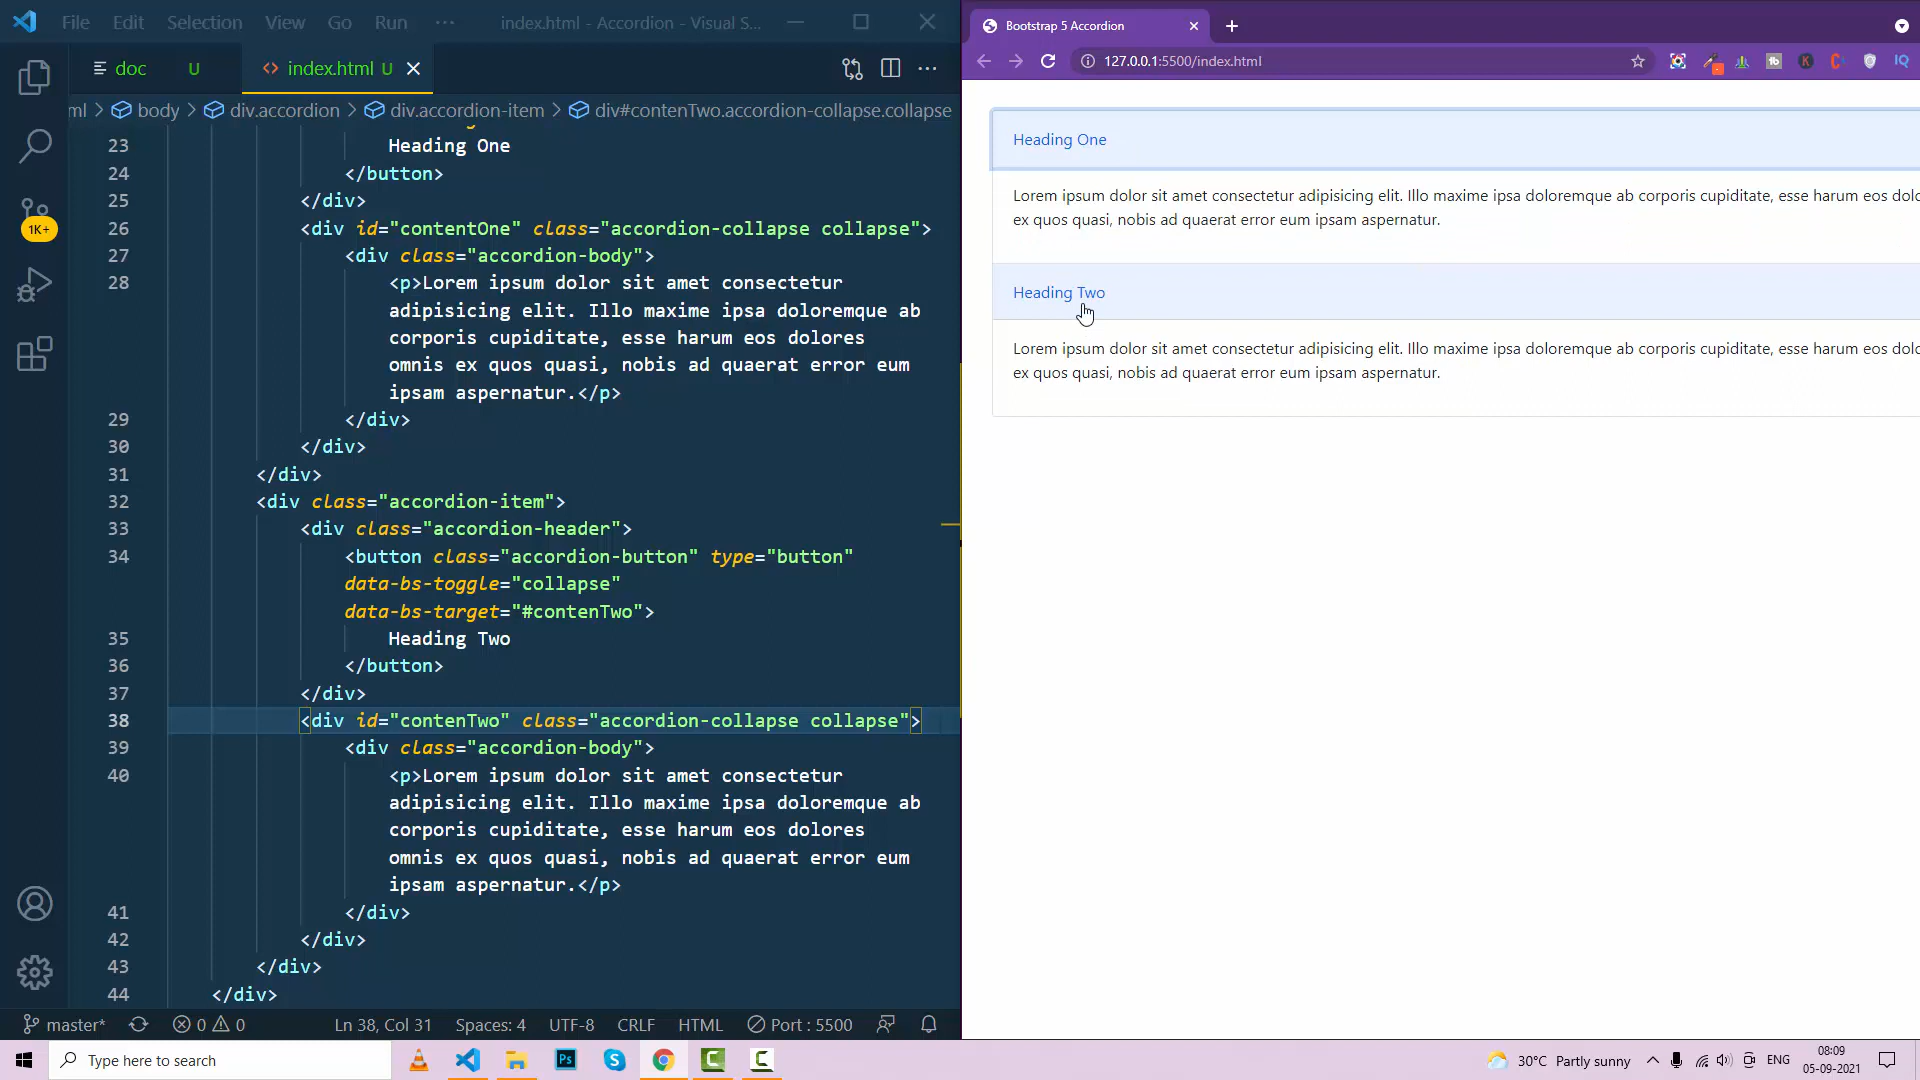 File Edit Selection View Go Run ··· index.html - Accordion - Visual S...
doc U index.html U
ml > body > div.accordion > div.accordion-item > div#contenTwo.accordion-collapse.collapse
23 Heading One
24 </button>
25 </div>
26 <div id="contentOne" class="accordion-collapse collapse">
27 <div class="accordion-body">
28 <p>Lorem ipsum dolor sit amet consectetur
adipisicing elit. Illo maxime ipsa doloremque ab
corporis cupiditate, esse harum eos dolores
omnis ex quos quasi, nobis ad quaerat error eum
ipsam aspernatur.</p>
29 </div>
30 </div>
31 </div>
32 <div class="accordion-item">
33 <div class="accordion-header">
34 <button class="accordion-button" type="button"
data-bs-toggle="collapse"
data-bs-target="#contenTwo">
35 Heading Two
36 </button>
37 </div>
38 <div id="contenTwo" class="accordion-collapse collapse">
39 <div class="accordion-body">
40 <p>Lorem ipsum dolor sit amet consectetur
adipisicing elit. Illo maxime ipsa doloremque ab
corporis cupiditate, esse harum eos dolores
omnis ex quos quasi, nobis ad quaerat error eum
ipsam aspernatur.</p>
41 </div>
42 </div>
43 </div>
44 </div>
1K+
master* 0 0 Ln 38, Col 31 Spaces: 4 UTF-8 CRLF HTML Port : 5500
Bootstrap 5 Accordion
127.0.0.1:5500/index.html
IQ
Heading One
Lorem ipsum dolor sit amet consectetur adipisicing elit. Illo maxime ipsa doloremque ab corporis cupiditate, esse harum eos dolo
ex quos quasi, nobis ad quaerat error eum ipsam aspernatur.
Heading Two
Lorem ipsum dolor sit amet consectetur adipisicing elit. Illo maxime ipsa doloremque ab corporis cupiditate, esse harum eos dolo
ex quos quasi, nobis ad quaerat error eum ipsam aspernatur.
Type here to search
Ps
30°C Partly sunny ENG
08:09
05-09-2021